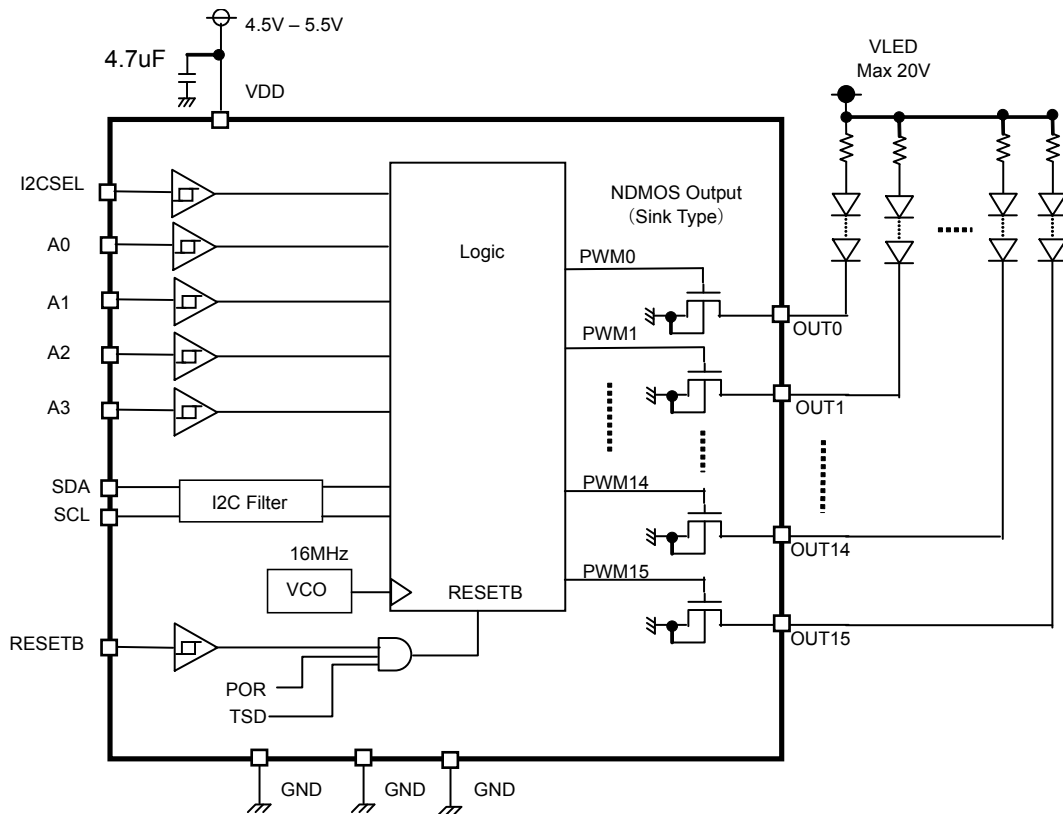 4.5V – 5.5V
4.7uF
VDD
VLED
Max 20V
I2CSEL
A0
A1
A2
A3
SDA
SCL
I2C Filter
16MHz
VCO
RESETB
POR
TSD
Logic
RESETB
NDMOS Output
（Sink Type）
PWM0
OUT0
PWM1
OUT1
PWM14
OUT14
PWM15
OUT15
GND
GND
GND